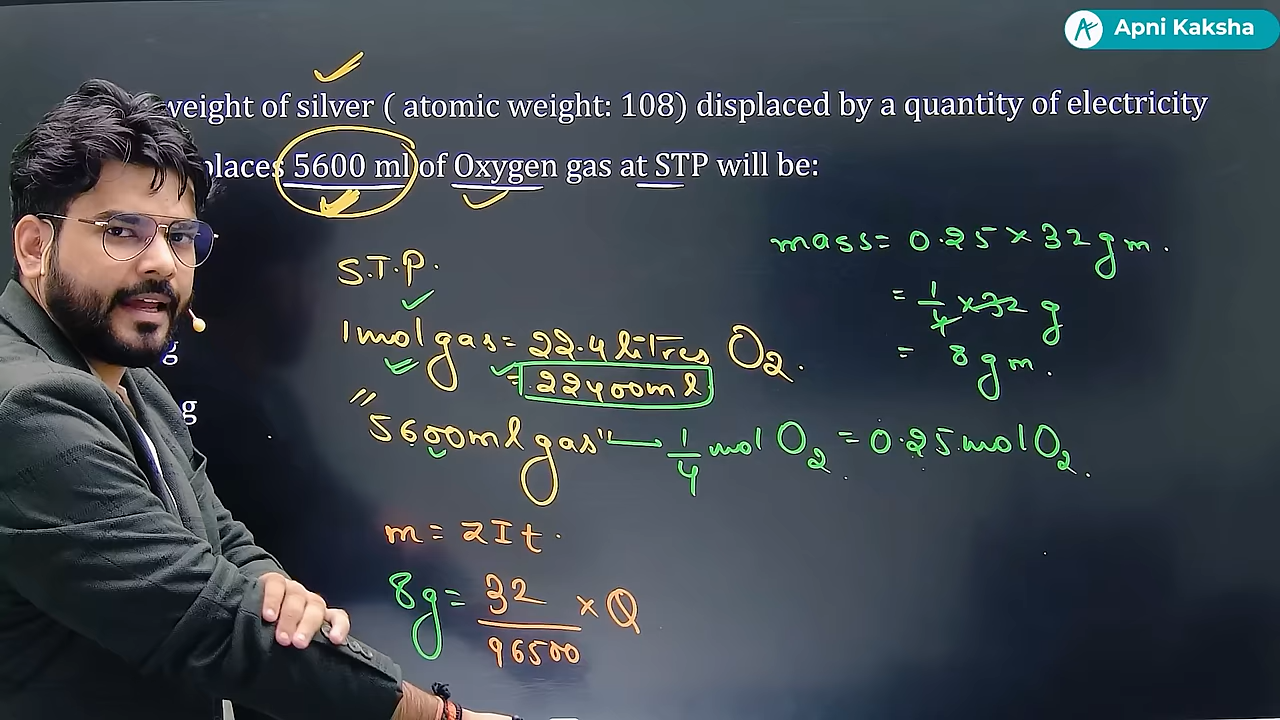 Apni Kaksha
weight of silver ( atomic weight: 108) displaced by a quantity of electricity
places 5600 ml of Oxygen gas at STP will be:
S.T.P.
1 mol gas = 22.4 litres O₂.
= 22400 ml
"5600 ml gas" → 1/4 mol O₂ = 0.25 mol O₂.
mass = 0.25 × 32 gm.
= 1/4 × 32 g
= 8 gm.
g
g
m = ZIt.
8g = 32/96500 × Q